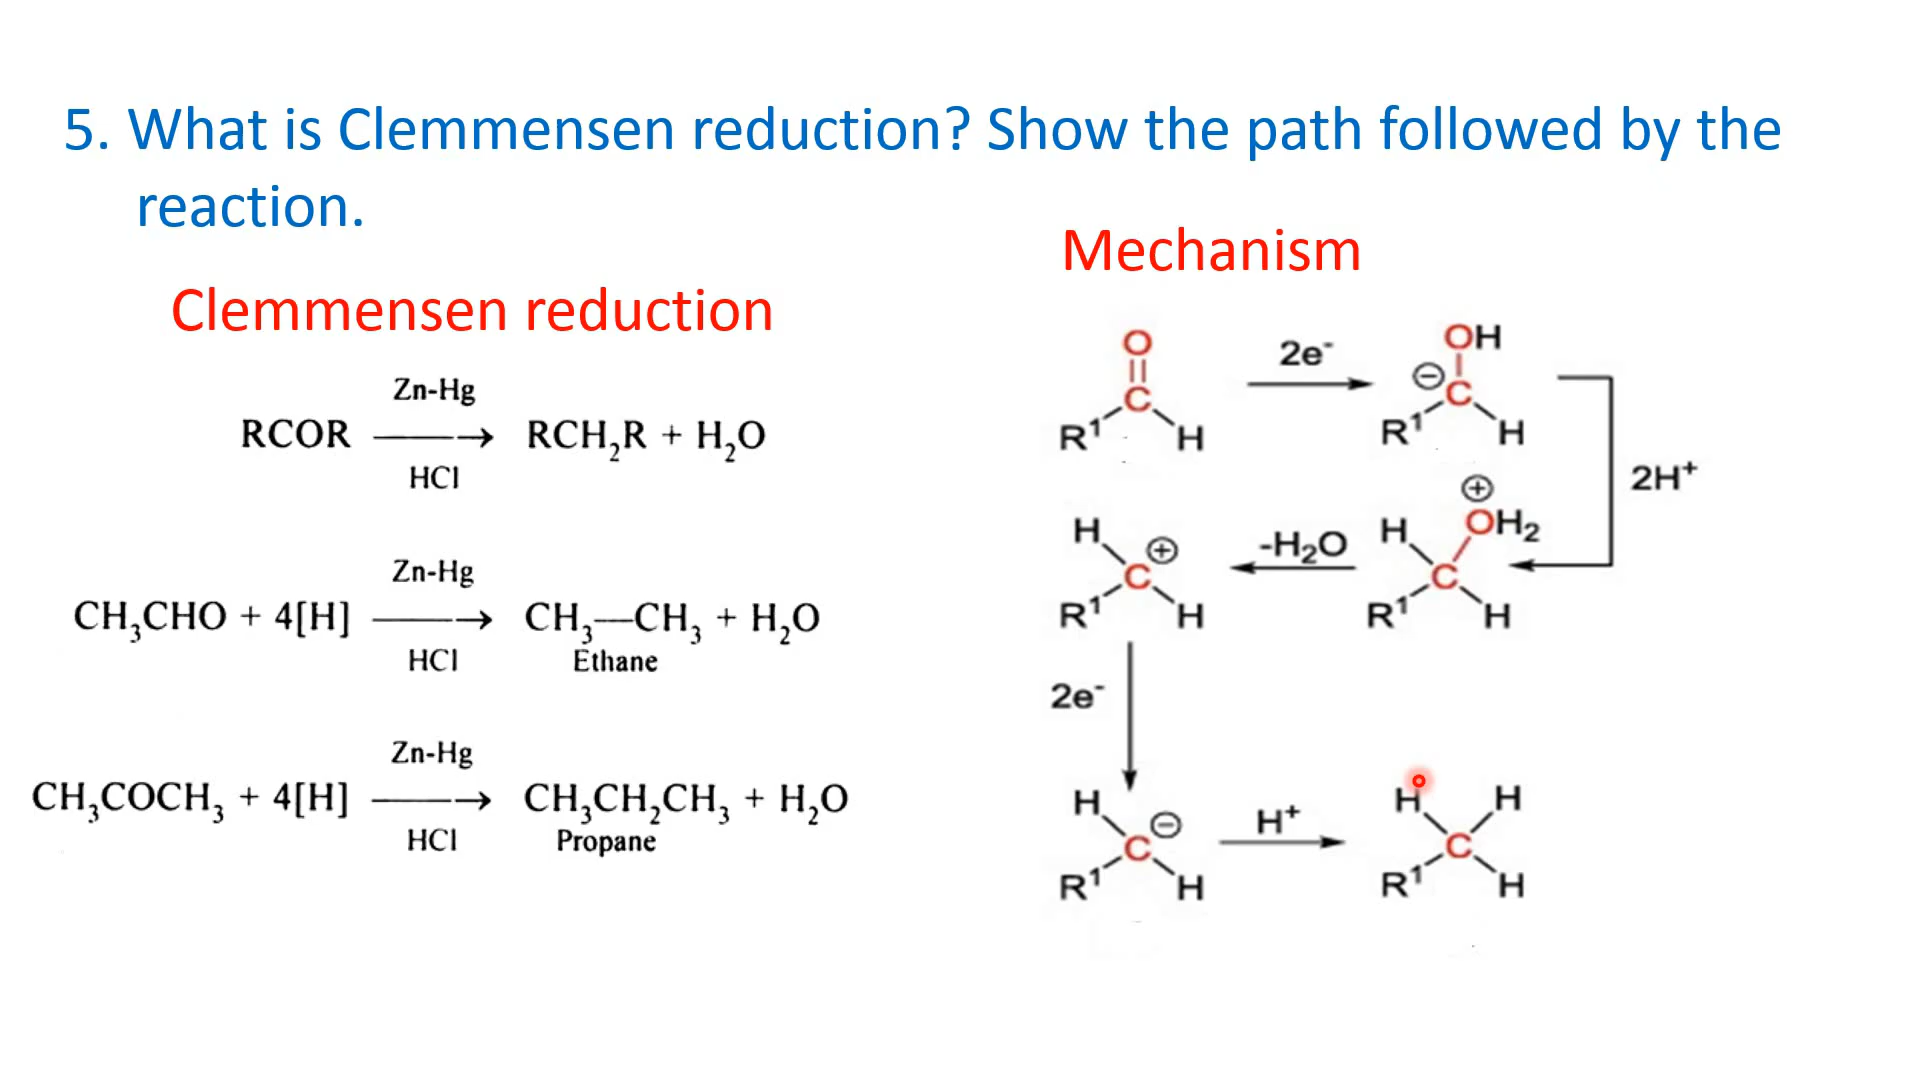 5. What is Clemmensen reduction? Show the path followed by the
reaction.
Clemmensen reduction
Zn-Hg
RCOR ⟶ RCH₂R + H₂O
HCl
Zn-Hg
CH₃CHO + 4[H] ⟶ CH₃—CH₃ + H₂O
HCl
Ethane
Zn-Hg
CH₃COCH₃ + 4[H] ⟶ CH₃CH₂CH₃ + H₂O
HCl
Propane
Mechanism
O
C
R¹ H
2e⁻
OH
⊖
C
R¹ H
2H⁺
⊕
H OH₂
C
R¹ H
-H₂O
H ⊕
C
R¹ H
2e⁻
H ⊖
C
R¹ H
H⁺
H H
C
R¹ H